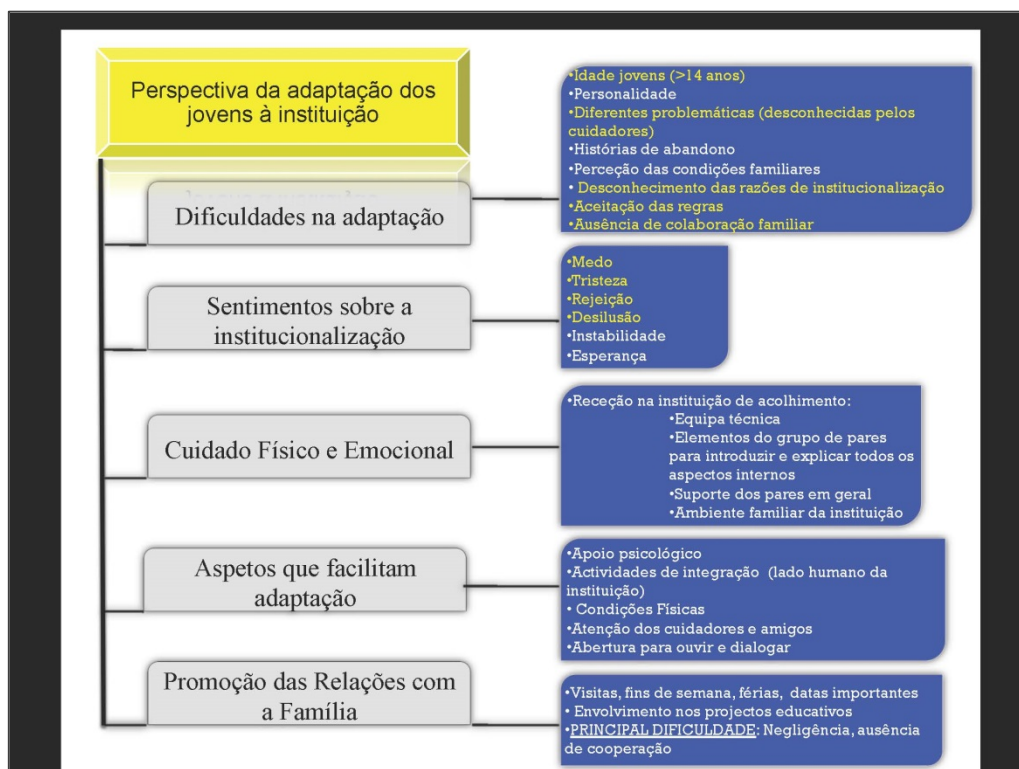 Perspectiva da adaptação dos
jovens à instituição
•Idade jovens (>14 anos)
•Personalidade
•Diferentes problemáticas (desconhecidas pelos
cuidadores)
•Histórias de abandono
•Perceção das condições familiares
• Desconhecimento das razões de institucionalização
•Aceitação das regras
•Ausência de colaboração familiar
Dificuldades na adaptação
Sentimentos sobre a
institucionalização
•Medo
•Tristeza
•Rejeição
•Desilusão
•Instabilidade
•Esperança
Cuidado Físico e Emocional
•Receção na instituição de acolhimento:
•Equipa técnica
•Elementos do grupo de pares
para introduzir e explicar todos os
aspectos internos
•Suporte dos pares em geral
•Ambiente familiar da instituição
Aspetos que facilitam
adaptação
•Apoio psicológico
•Actividades de integração (lado humano da
instituição)
• Condições Físicas
•Atenção dos cuidadores e amigos
•Abertura para ouvir e dialogar
Promoção das Relações com
a Família
•Visitas, fins de semana, férias, datas importantes
• Envolvimento nos projectos educativos
•PRINCIPAL DIFICULDADE: Negligência, ausência
de cooperação